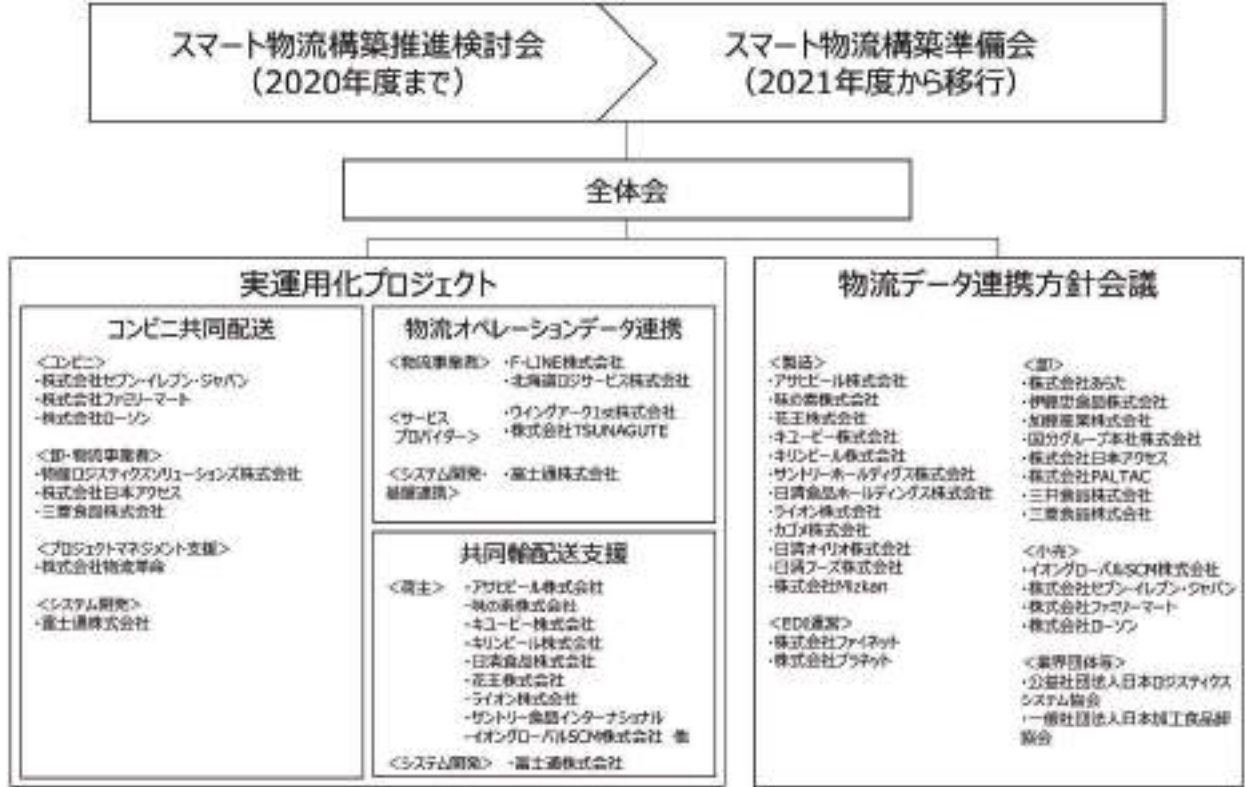 スマート物流構築推進検討会
（2020年度まで）
スマート物流構築準備会
（2021年度から移行）
全体会
実運用化プロジェクト
コンビニ共同配送
<コンビニ>
・株式会社セブン-イレブン・ジャパン
・株式会社ファミリーマート
・株式会社ローソン
<卸・物流事業者>
・物産ロジスティクスソリューションズ株式会社
・株式会社日本アクセス
・三菱食品株式会社
<プロジェクトマネジメント支援>
・株式会社物流革命
<システム開発>
・富士通株式会社
物流オペレーションデータ連携
<物流事業者> ・F-LINE株式会社
・北海道ロジサービス株式会社
<サービス
プロバイダー>
・ウイングアーク1st株式会社
・株式会社TSUNAGUTE
<システム開発・
基盤連携>
・富士通株式会社
共同輸配送支援
<荷主> ・アサヒビール株式会社
・味の素株式会社
・キユーピー株式会社
・キリンビール株式会社
・日清食品株式会社
・花王株式会社
・ライオン株式会社
・サントリー食品インターナショナル
・イオングローバルSCM株式会社 他
<システム開発> ・富士通株式会社
物流データ連携方針会議
<製造>
・アサヒビール株式会社
・味の素株式会社
・花王株式会社
・キユーピー株式会社
・キリンビール株式会社
・サントリーホールディングス株式会社
・日清食品ホールディングス株式会社
・ライオン株式会社
・カゴメ株式会社
・日清オイリオ株式会社
・日清フーズ株式会社
・株式会社Mizkan
<EDI運営>
・株式会社ファイネット
・株式会社プラネット
<卸>
・株式会社あらた
・伊藤忠食品株式会社
・加藤産業株式会社
・国分グループ本社株式会社
・株式会社日本アクセス
・株式会社PALTAC
・三井食品株式会社
・三菱食品株式会社
<小売>
・イオングローバルSCM株式会社
・株式会社セブン-イレブン・ジャパン
・株式会社ファミリーマート
・株式会社ローソン
<業界団体等>
・公益社団法人日本ロジスティクス
システム協会
・一般社団法人日本加工食品卸
協会